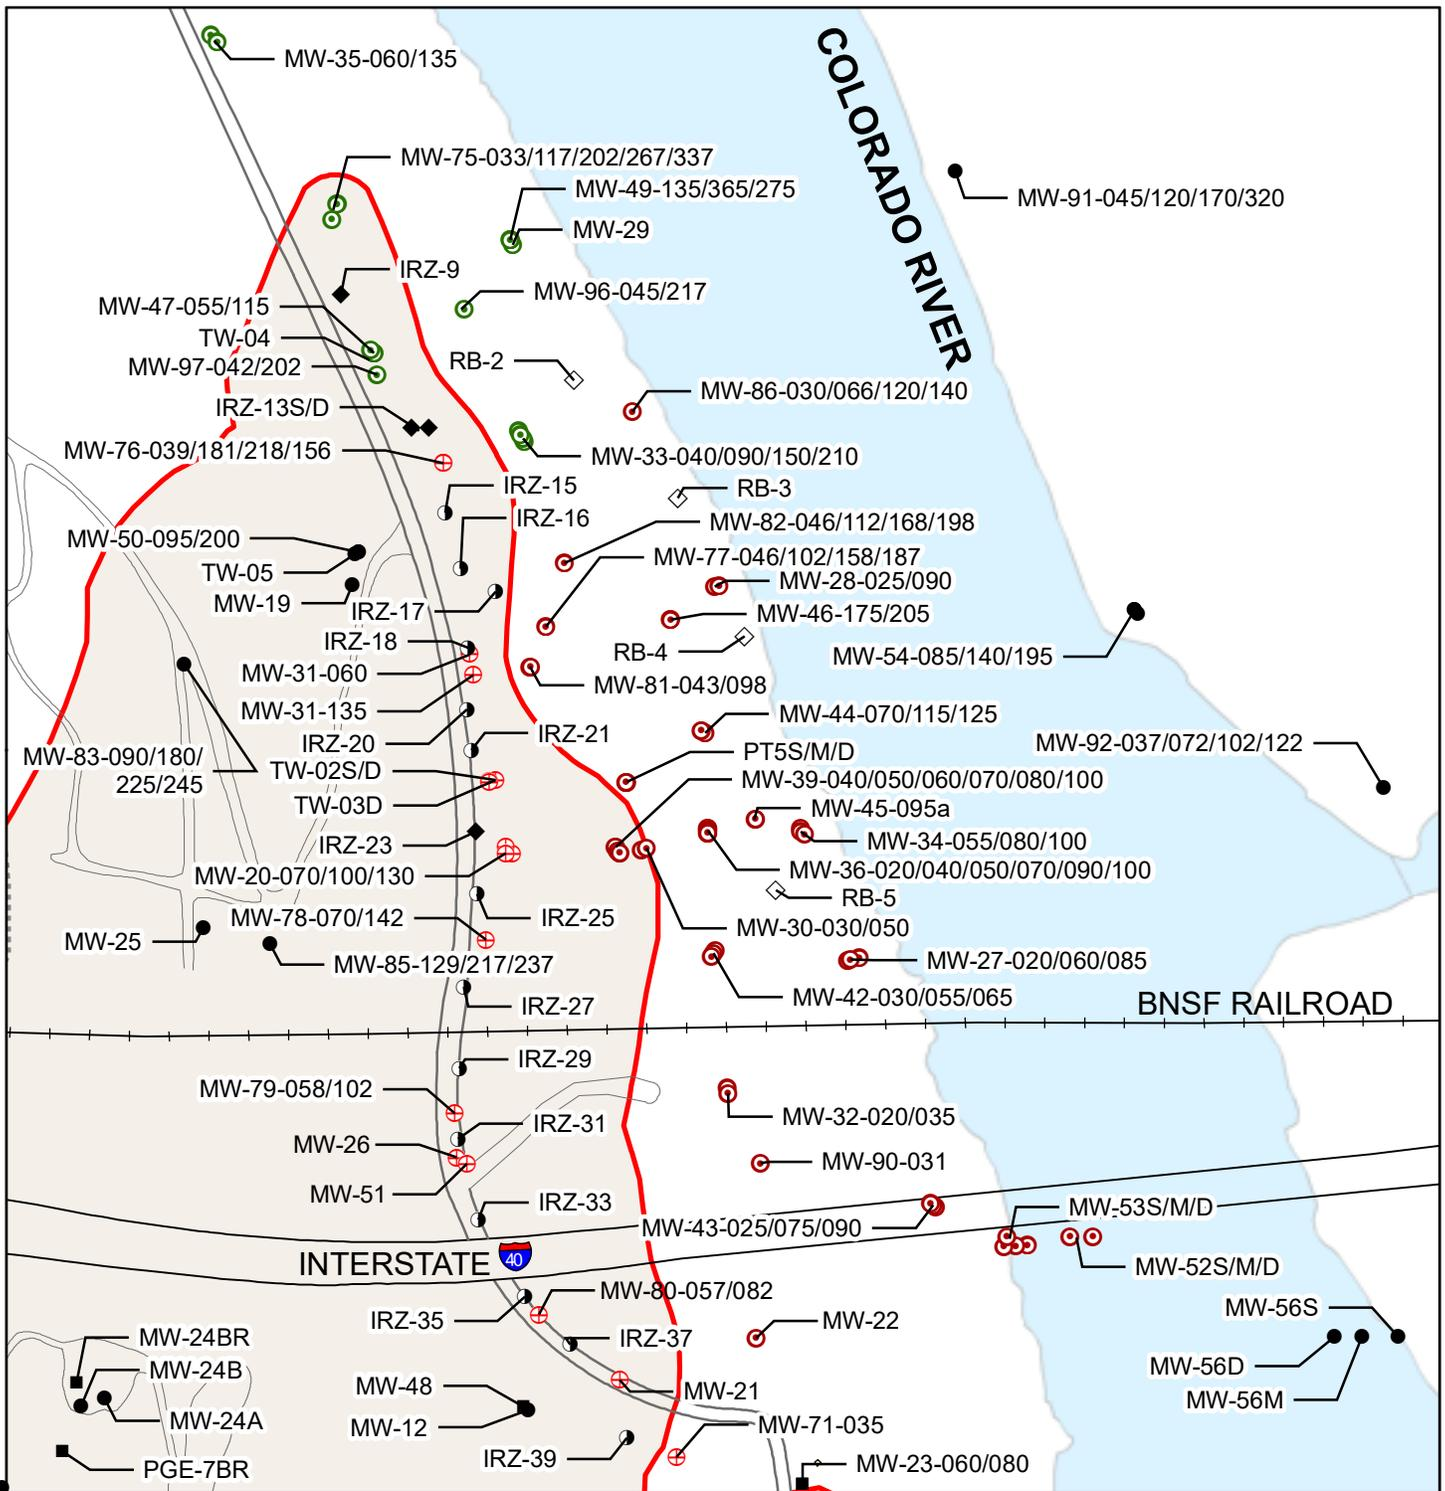 MW-35-060/135
COLORADO RIVER
MW-75-033/117/202/267/337
MW-49-135/365/275
MW-91-045/120/170/320
MW-29
IRZ-9
MW-96-045/217
MW-47-055/115
TW-04
RB-2
MW-97-042/202
MW-86-030/066/120/140
IRZ-13S/D
MW-76-039/181/218/156
MW-33-040/090/150/210
IRZ-15
RB-3
IRZ-16
MW-82-046/112/168/198
MW-50-095/200
MW-77-046/102/158/187
TW-05
MW-28-025/090
MW-19
IRZ-17
MW-46-175/205
IRZ-18
RB-4
MW-54-085/140/195
MW-31-060
MW-81-043/098
MW-31-135
MW-44-070/115/125
IRZ-20
IRZ-21
MW-92-037/072/102/122
PT5S/M/D
MW-83-090/180/
225/245
TW-02S/D
MW-39-040/050/060/070/080/100
TW-03D
MW-45-095a
IRZ-23
MW-34-055/080/100
MW-20-070/100/130
MW-36-020/040/050/070/090/100
RB-5
MW-78-070/142
IRZ-25
MW-30-030/050
MW-25
MW-85-129/217/237
MW-27-020/060/085
MW-42-030/055/065
IRZ-27
BNSF RAILROAD
IRZ-29
MW-79-058/102
MW-32-020/035
IRZ-31
MW-26
MW-90-031
MW-51
IRZ-33
MW-53S/M/D
MW-43-025/075/090
INTERSTATE 40
MW-52S/M/D
MW-80-057/082
MW-56S
IRZ-35
MW-22
MW-24BR
IRZ-37
MW-56D
MW-24B
MW-48
MW-21
MW-56M
MW-24A
MW-12
MW-71-035
IRZ-39
PGE-7BR
MW-23-060/080